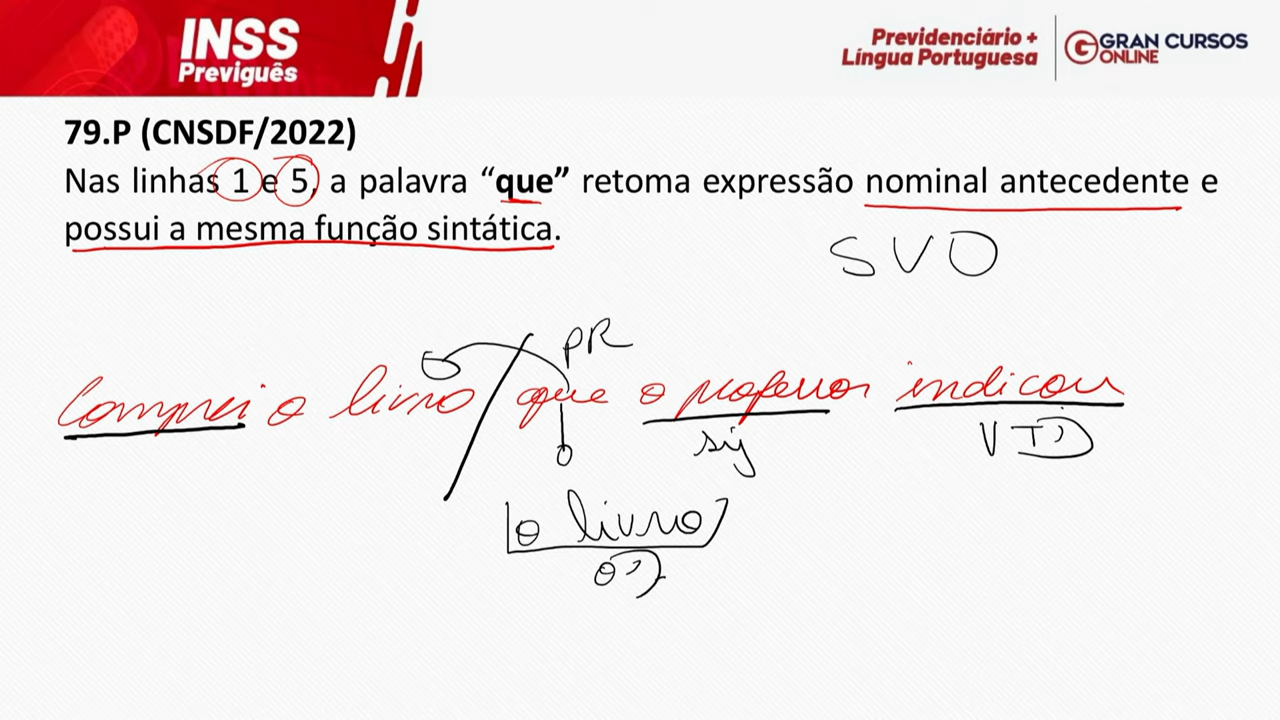 INSS
Previguês
Previdenciário +
Língua Portuguesa
GRAN CURSOS
ONLINE
79.P (CNSDF/2022)
Nas linhas 1 e 5, a palavra “que” retoma expressão nominal antecedente e
possui a mesma função sintática.
SVO
PR
Comprei o livro que o professor indicou
suj
VTD
o livro
OD